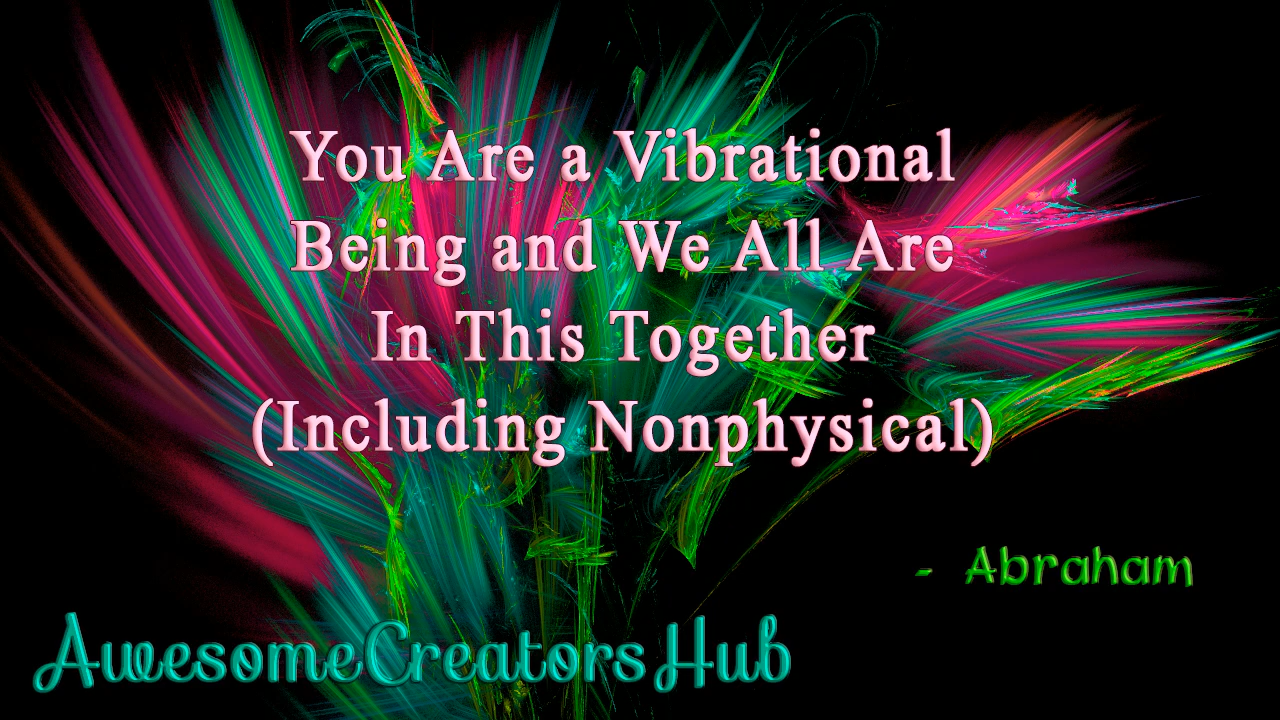 You Are a Vibrational
Being and We All Are
In This Together
(Including Nonphysical)
- Abraham
AwesomeCreatorsHub